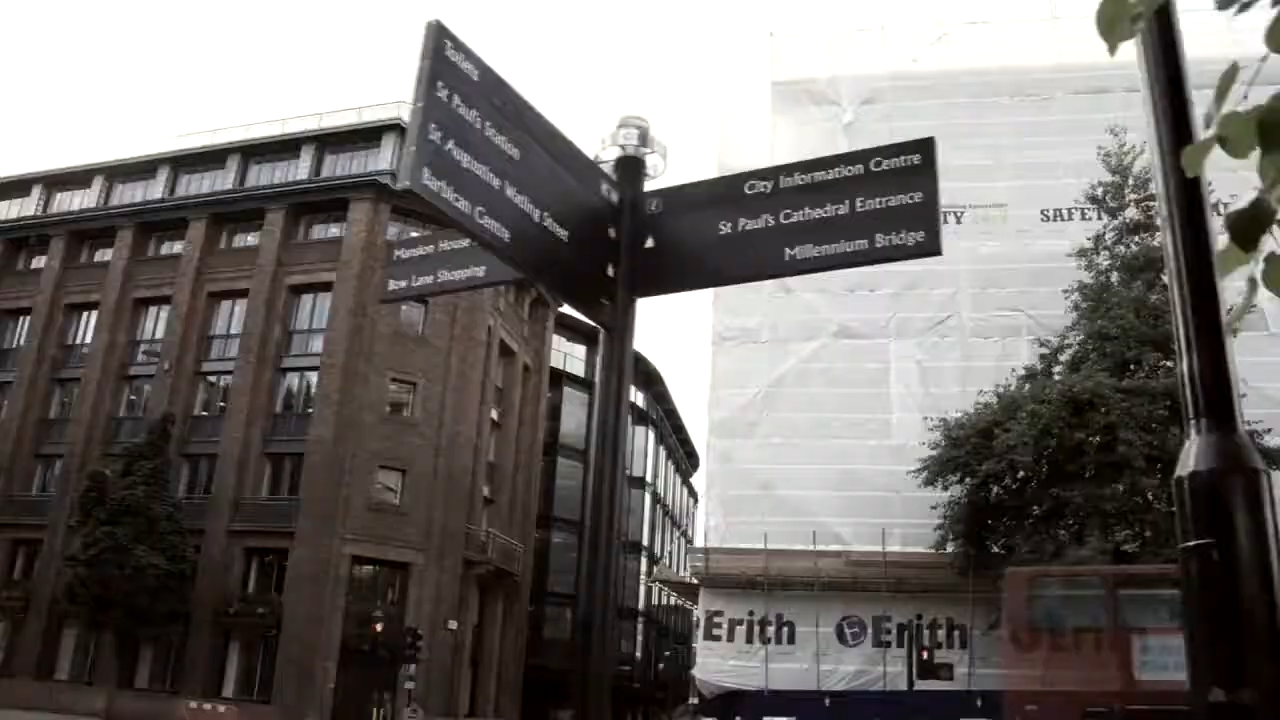 Toilets
St Paul's Station
St Augustine Watling Street
Barbican Centre
Mansion House
Bow Lane Shopping
City Information Centre
St Paul's Cathedral Entrance
Millennium Bridge
SAFETY
Erith
Erith